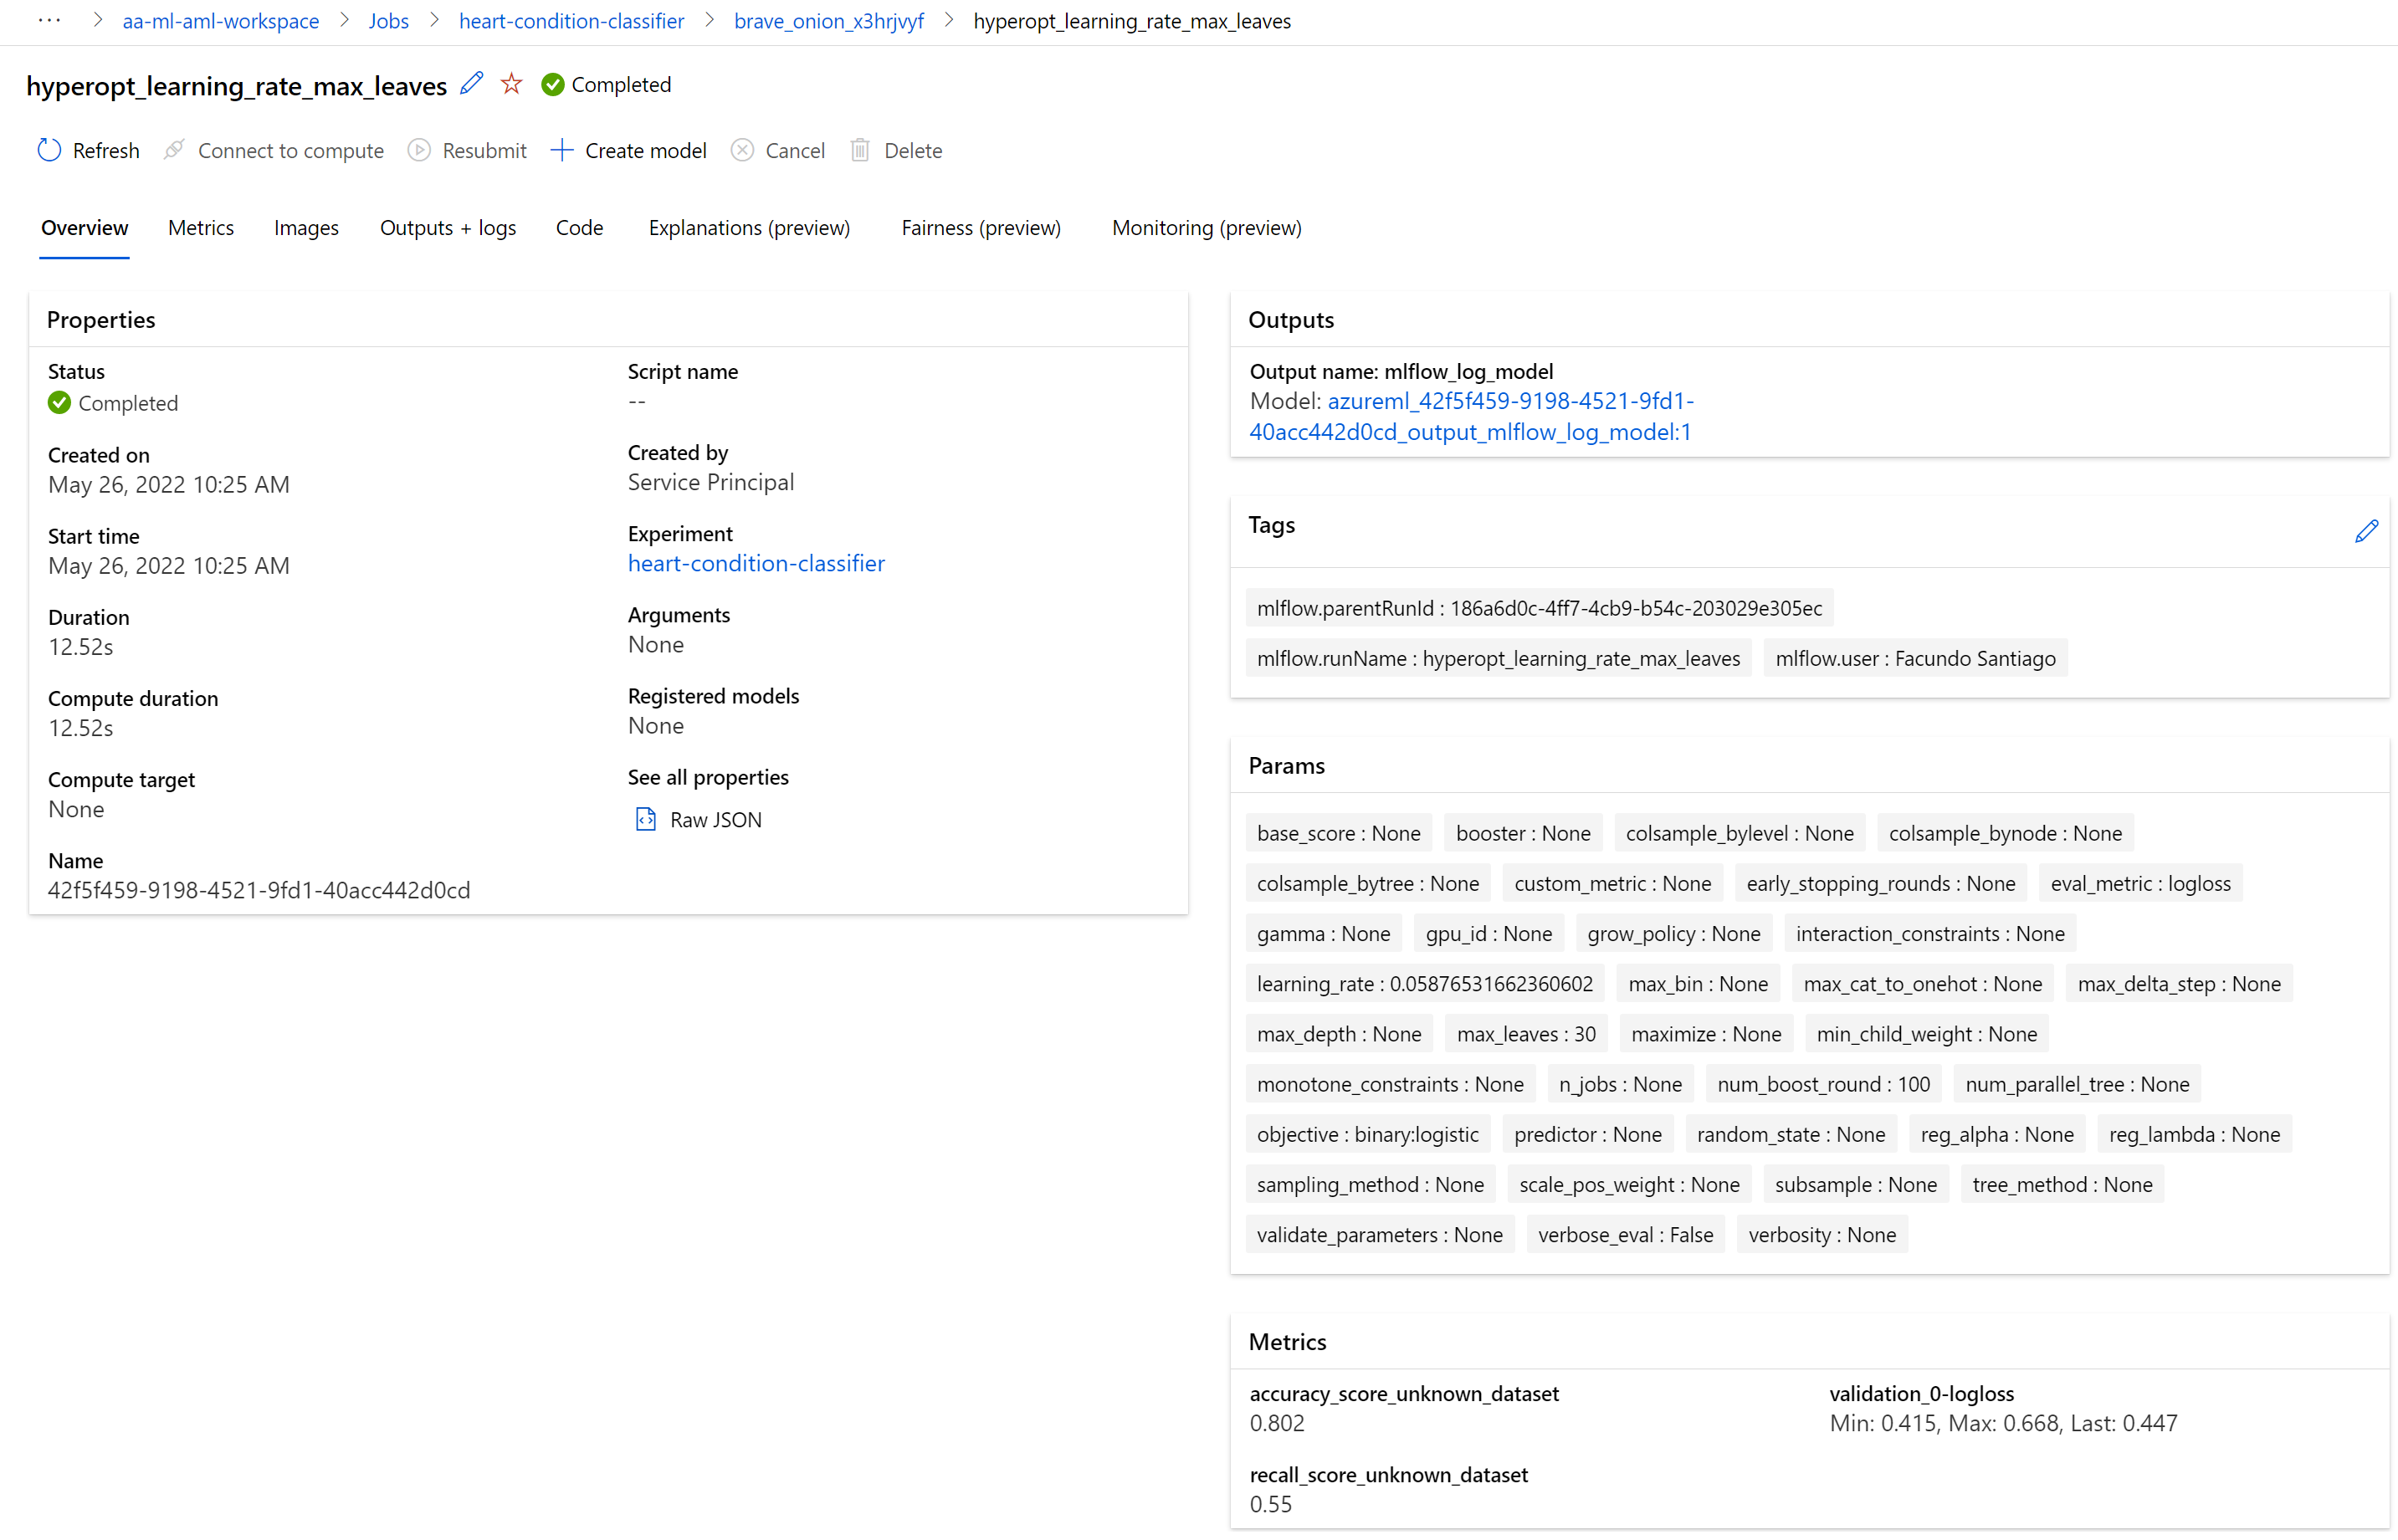 ··· > aa-ml-aml-workspace > Jobs > heart-condition-classifier > brave_onion_x3hrjvyf > hyperopt_learning_rate_max_leaves
hyperopt_learning_rate_max_leaves Completed
Refresh Connect to compute Resubmit Create model Cancel Delete
Overview Metrics Images Outputs + logs Code Explanations (preview) Fairness (preview) Monitoring (preview)
Properties
Status
Completed
Created on
May 26, 2022 10:25 AM
Start time
May 26, 2022 10:25 AM
Duration
12.52s
Compute duration
12.52s
Compute target
None
Name
42f5f459-9198-4521-9fd1-40acc442d0cd
Script name
--
Created by
Service Principal
Experiment
heart-condition-classifier
Arguments
None
Registered models
None
See all properties
Raw JSON
Outputs
Output name: mlflow_log_model
Model: azureml_42f5f459-9198-4521-9fd1-
40acc442d0cd_output_mlflow_log_model:1
Tags
mlflow.parentRunId : 186a6d0c-4ff7-4cb9-b54c-203029e305ec
mlflow.runName : hyperopt_learning_rate_max_leaves mlflow.user : Facundo Santiago
Params
base_score : None booster : None colsample_bylevel : None colsample_bynode : None
colsample_bytree : None custom_metric : None early_stopping_rounds : None eval_metric : logloss
gamma : None gpu_id : None grow_policy : None interaction_constraints : None
learning_rate : 0.05876531662360602 max_bin : None max_cat_to_onehot : None max_delta_step : None
max_depth : None max_leaves : 30 maximize : None min_child_weight : None
monotone_constraints : None n_jobs : None num_boost_round : 100 num_parallel_tree : None
objective : binary:logistic predictor : None random_state : None reg_alpha : None reg_lambda : None
sampling_method : None scale_pos_weight : None subsample : None tree_method : None
validate_parameters : None verbose_eval : False verbosity : None
Metrics
accuracy_score_unknown_dataset
0.802
validation_0-logloss
Min: 0.415, Max: 0.668, Last: 0.447
recall_score_unknown_dataset
0.55